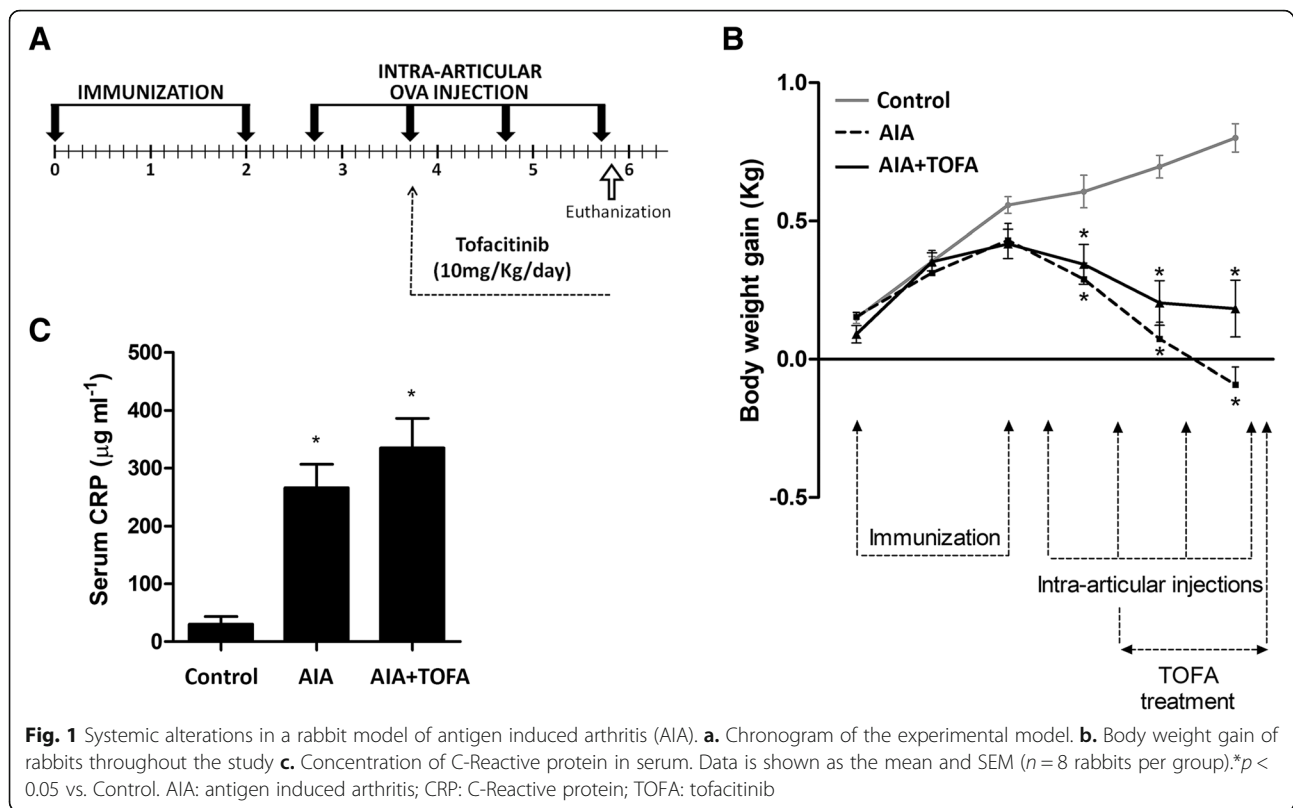 A
IMMUNIZATION
INTRA-ARTICULAR
OVA INJECTION
0 1 2 3 4 5 6
Euthanization
Tofacitinib
(10mg/Kg/day)
B
Body weight gain (Kg)
1.0
0.5
0.0
-0.5
Control
AIA
AIA+TOFA
* * *
* * *
Immunization
Intra-articular injections
TOFA
treatment
C
Serum CRP (µg ml-1)
500
400
300
200
100
0
* *
Control AIA AIA+TOFA
Fig. 1 Systemic alterations in a rabbit model of antigen induced arthritis (AIA). a. Chronogram of the experimental model. b. Body weight gain of
rabbits throughout the study c. Concentration of C-Reactive protein in serum. Data is shown as the mean and SEM (n = 8 rabbits per group).*p <
0.05 vs. Control. AIA: antigen induced arthritis; CRP: C-Reactive protein; TOFA: tofacitinib